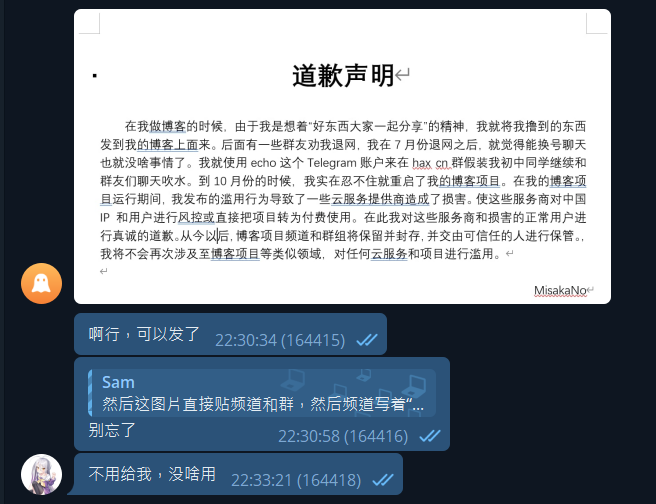 道歉声明
在我做博客的时候，由于我是想着“好东西大家一起分享”的精神，我就将我撸到的东西
发到我的博客上面来。后面有一些群友劝我退网，我在 7 月份退网之后，就觉得能换号聊天
也就没啥事情了。我就使用 echo 这个 Telegram 账户来在 hax cn 群假装我初中同学继续和
群友们聊天吹水。到 10 月份的时候，我实在忍不住就重启了我的博客项目。在我的博客项
目运行期间，我发布的滥用行为导致了一些云服务提供商造成了损害。使这些服务商对中国
IP 和用户进行风控或直接把项目转为付费使用。在此我对这些服务商和损害的正常用户进
行真诚的道歉。从今以后，博客项目频道和群组将保留并封存，并交由可信任的人进行保管。，
我将不会再次涉及至博客项目等类似领域，对任何云服务和项目进行滥用。
MisakaNo
啊行，可以发了 22:30:34 (164415)
Sam
然后这图片直接贴频道和群，然后频道写着“...
别忘了 22:30:58 (164416)
不用给我，没啥用 22:33:21 (164418)